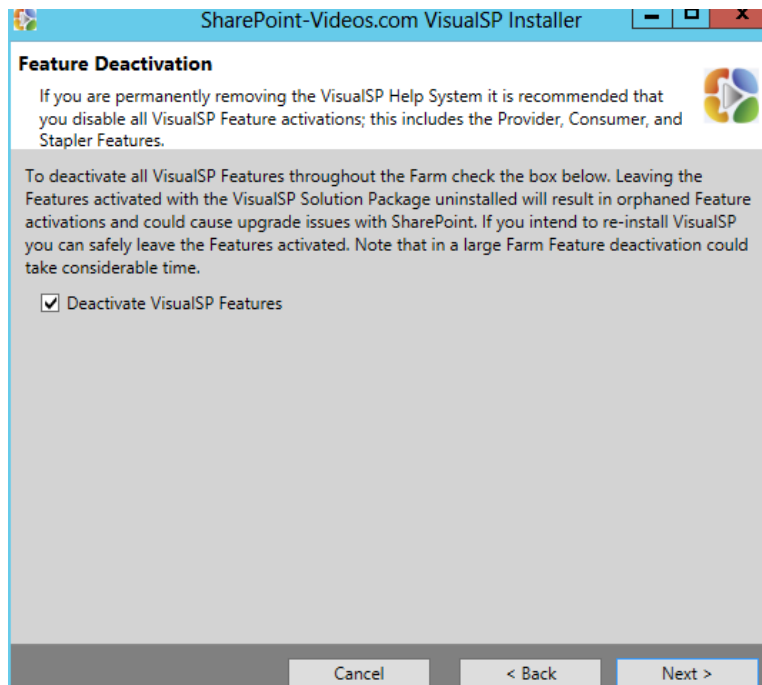 SharePoint-Videos.com VisualSP Installer
Feature Deactivation
If you are permanently removing the VisualSP Help System it is recommended that
you disable all VisualSP Feature activations; this includes the Provider, Consumer, and
Stapler Features.
To deactivate all VisualSP Features throughout the Farm check the box below. Leaving the
Features activated with the VisualSP Solution Package uninstalled will result in orphaned Feature
activations and could cause upgrade issues with SharePoint. If you intend to re-install VisualSP
you can safely leave the Features activated. Note that in a large Farm Feature deactivation could
take considerable time.
Deactivate VisualSP Features
Cancel
< Back
Next >